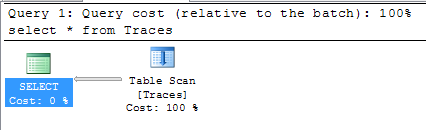 Query 1: Query cost (relative to the batch): 100%
select * from Traces
SELECT
Cost: 0 %
Table Scan
[Traces]
Cost: 100 %